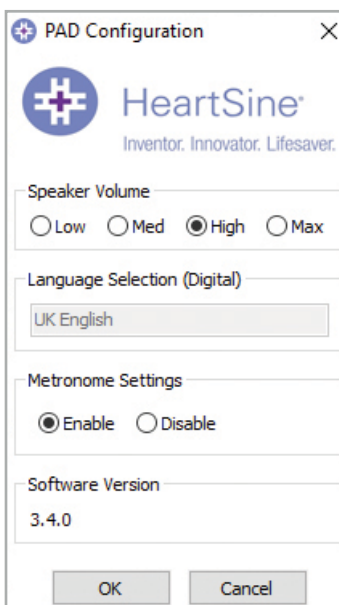 PAD Configuration
HeartSine®
Inventor. Innovator. Lifesaver.
Speaker Volume
Low Med High Max
Language Selection (Digital)
UK English
Metronome Settings
Enable Disable
Software Version
3.4.0
OK Cancel